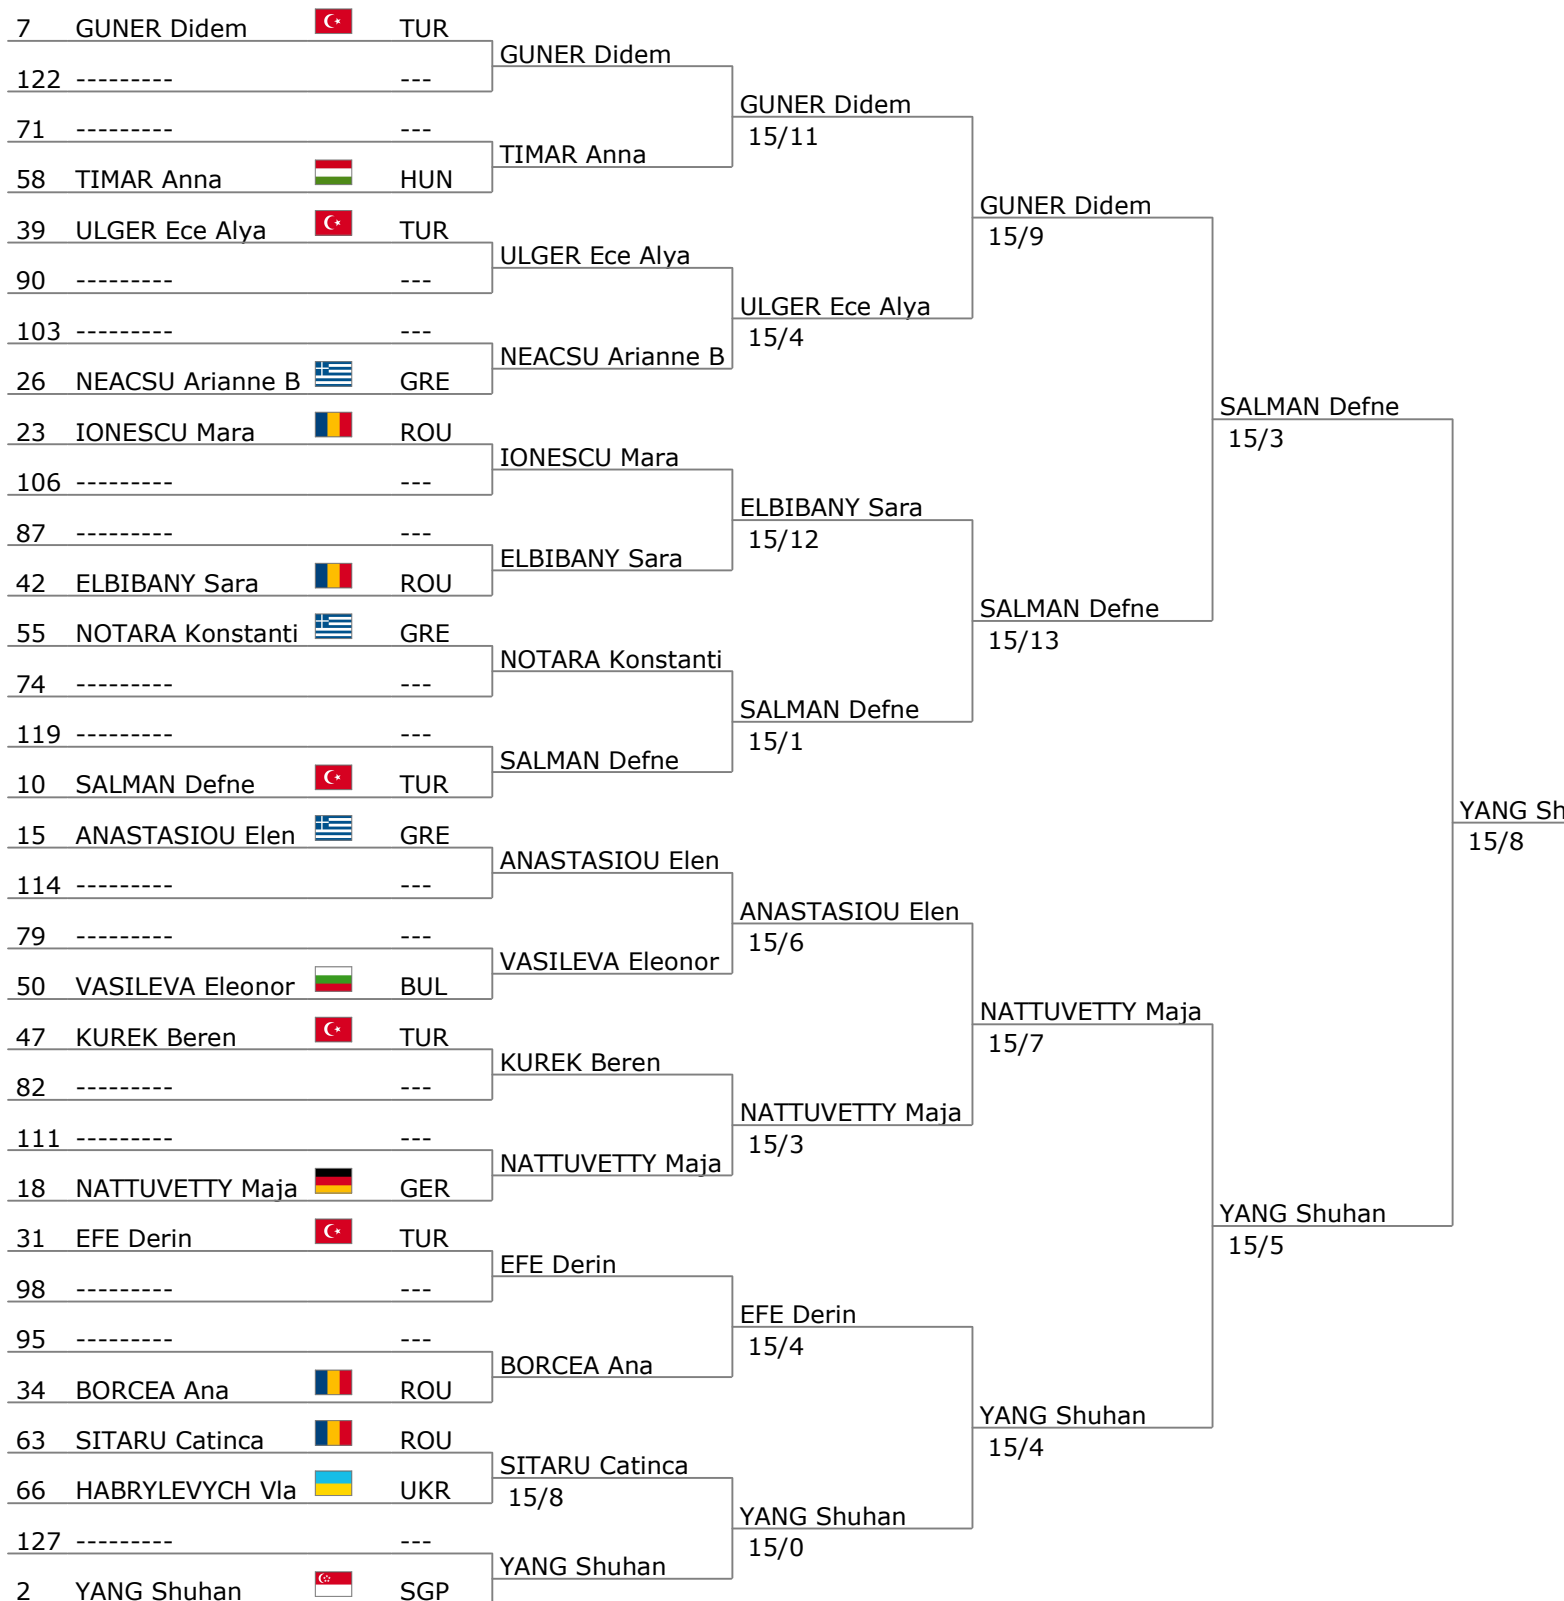 7 GUNER Didem TUR
GUNER Didem
122 --------- ---
GUNER Didem
15/11
71 --------- ---
TIMAR Anna
58 TIMAR Anna HUN
GUNER Didem
15/9
39 ULGER Ece Alya TUR
ULGER Ece Alya
90 --------- ---
ULGER Ece Alya
15/4
103 --------- ---
NEACSU Arianne B
26 NEACSU Arianne B GRE
SALMAN Defne
15/3
23 IONESCU Mara ROU
IONESCU Mara
106 --------- ---
ELBIBANY Sara
15/12
87 --------- ---
ELBIBANY Sara
42 ELBIBANY Sara ROU
SALMAN Defne
15/13
55 NOTARA Konstanti GRE
NOTARA Konstanti
74 --------- ---
SALMAN Defne
15/1
119 --------- ---
SALMAN Defne
10 SALMAN Defne TUR
YANG Sh
15/8
15 ANASTASIOU Elen GRE
ANASTASIOU Elen
114 --------- ---
ANASTASIOU Elen
15/6
79 --------- ---
VASILEVA Eleonor
50 VASILEVA Eleonor BUL
NATTUVETTY Maja
15/7
47 KUREK Beren TUR
KUREK Beren
82 --------- ---
NATTUVETTY Maja
15/3
111 --------- ---
NATTUVETTY Maja
18 NATTUVETTY Maja GER
YANG Shuhan
15/5
31 EFE Derin TUR
EFE Derin
98 --------- ---
EFE Derin
15/4
95 --------- ---
BORCEA Ana
34 BORCEA Ana ROU
YANG Shuhan
15/4
63 SITARU Catinca ROU
SITARU Catinca
15/8
66 HABRYLEVYCH Vla UKR
YANG Shuhan
15/0
127 --------- ---
YANG Shuhan
2 YANG Shuhan SGP